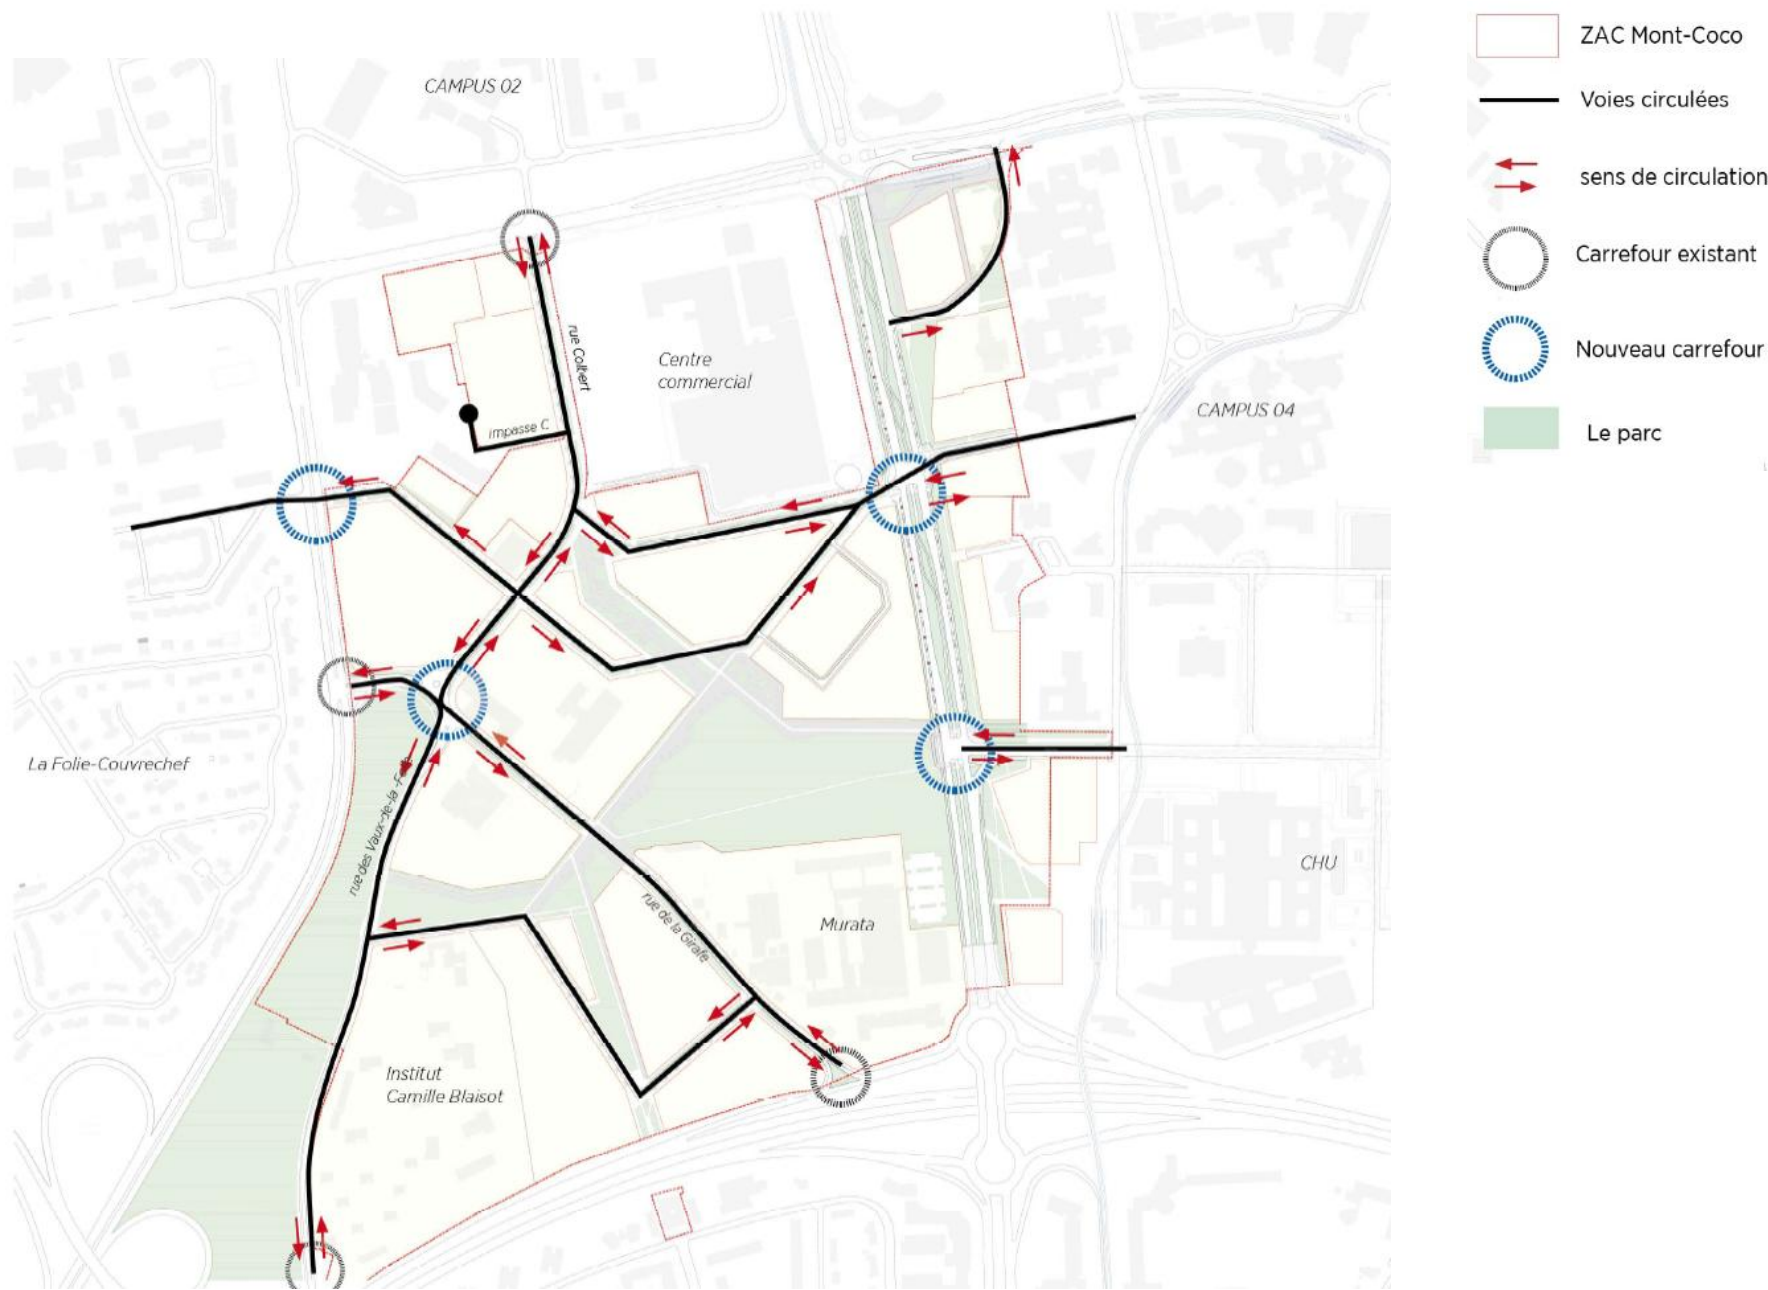 ZAC Mont-Coco
CAMPUS 02
Voies circulées
sens de circulation
Carrefour existant
rue Colbert
Centre
commercial
Nouveau carrefour
CAMPUS 04
impasse C
Le parc
La Folie-Couvrechef
rue des Vaux-de-la-Folie
CHU
rue de la Girafe
Murata
Institut
Camille Blaisot